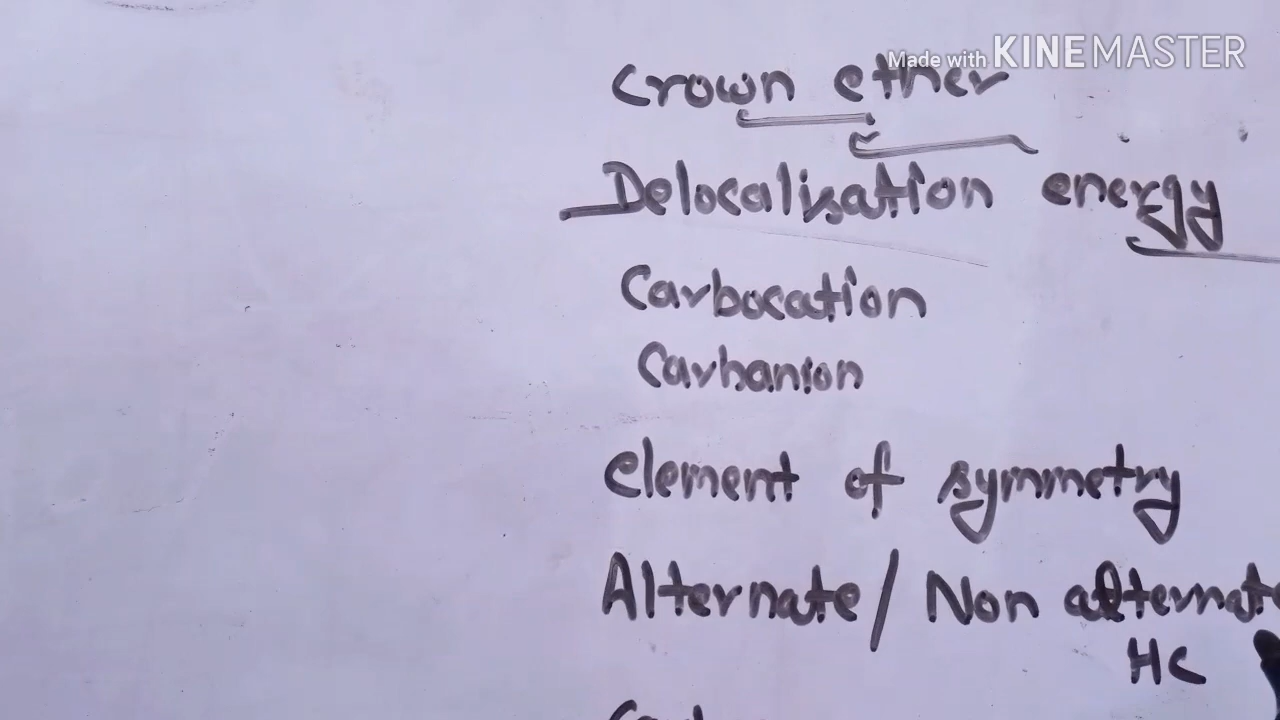 Made with KINEMASTER
Crown ether
Delocalisation energy
Carbocation
Carbanion
element of symmetry
Alternate / Non alternate
HC